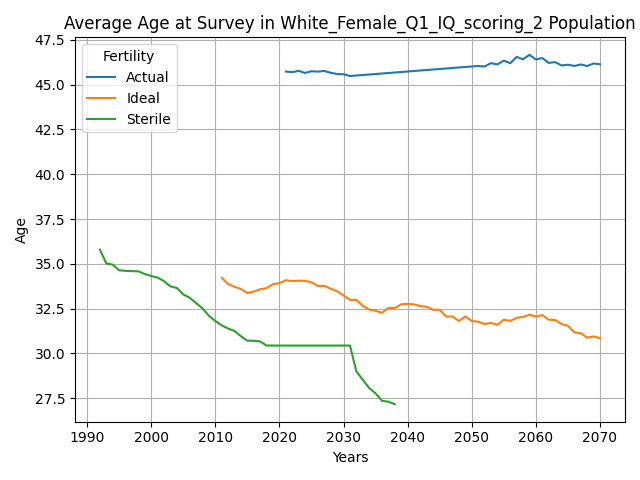 Average Age at Survey in White_Female_Q1_IQ_scoring_2 Population
47.5
45.0
42.5
40.0
37.5
35.0
32.5
30.0
27.5
Age
Fertility
Actual
Ideal
Sterile
1990 2000 2010 2020 2030 2040 2050 2060 2070
Years